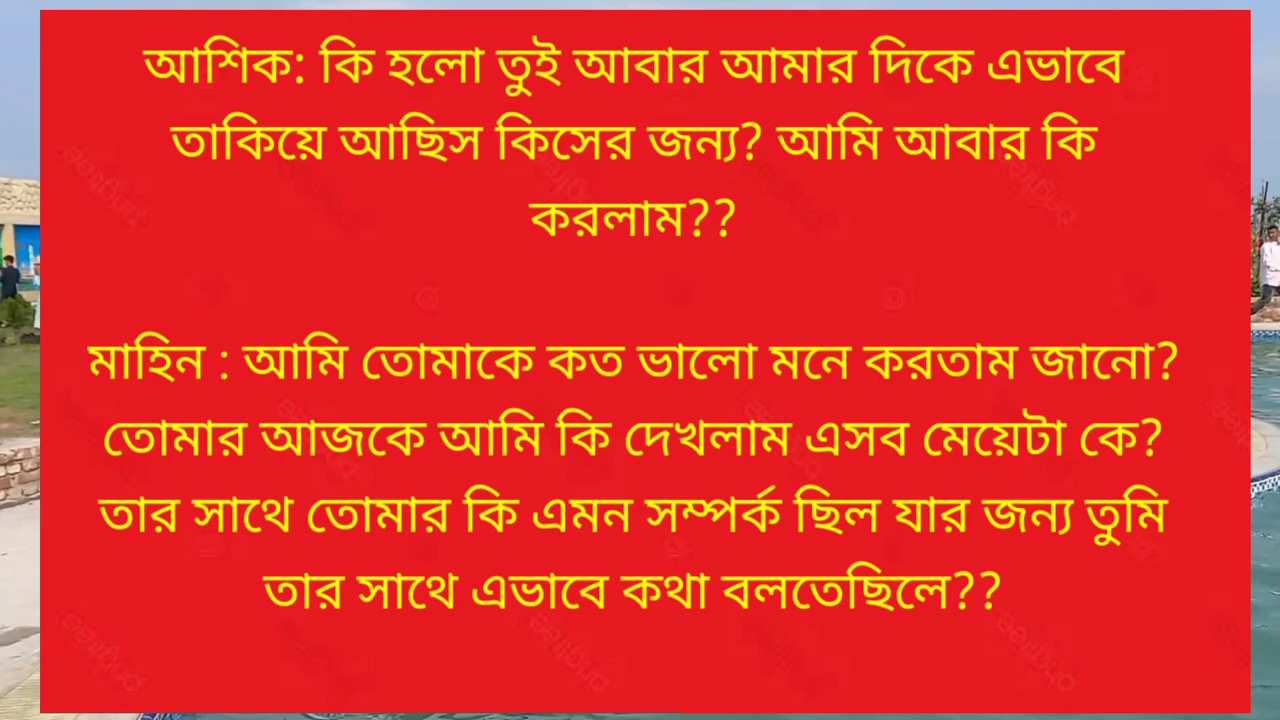 আশিক: কি হলো তুই আবার আমার দিকে এভাবে
তাকিয়ে আছিস কিসের জন্য? আমি আবার কি
করলাম??
মাহিন : আমি তোমাকে কত ভালো মনে করতাম জানো?
তোমার আজকে আমি কি দেখলাম এসব মেয়েটা কে?
তার সাথে তোমার কি এমন সম্পর্ক ছিল যার জন্য তুমি
তার সাথে এভাবে কথা বলতেছিলে??